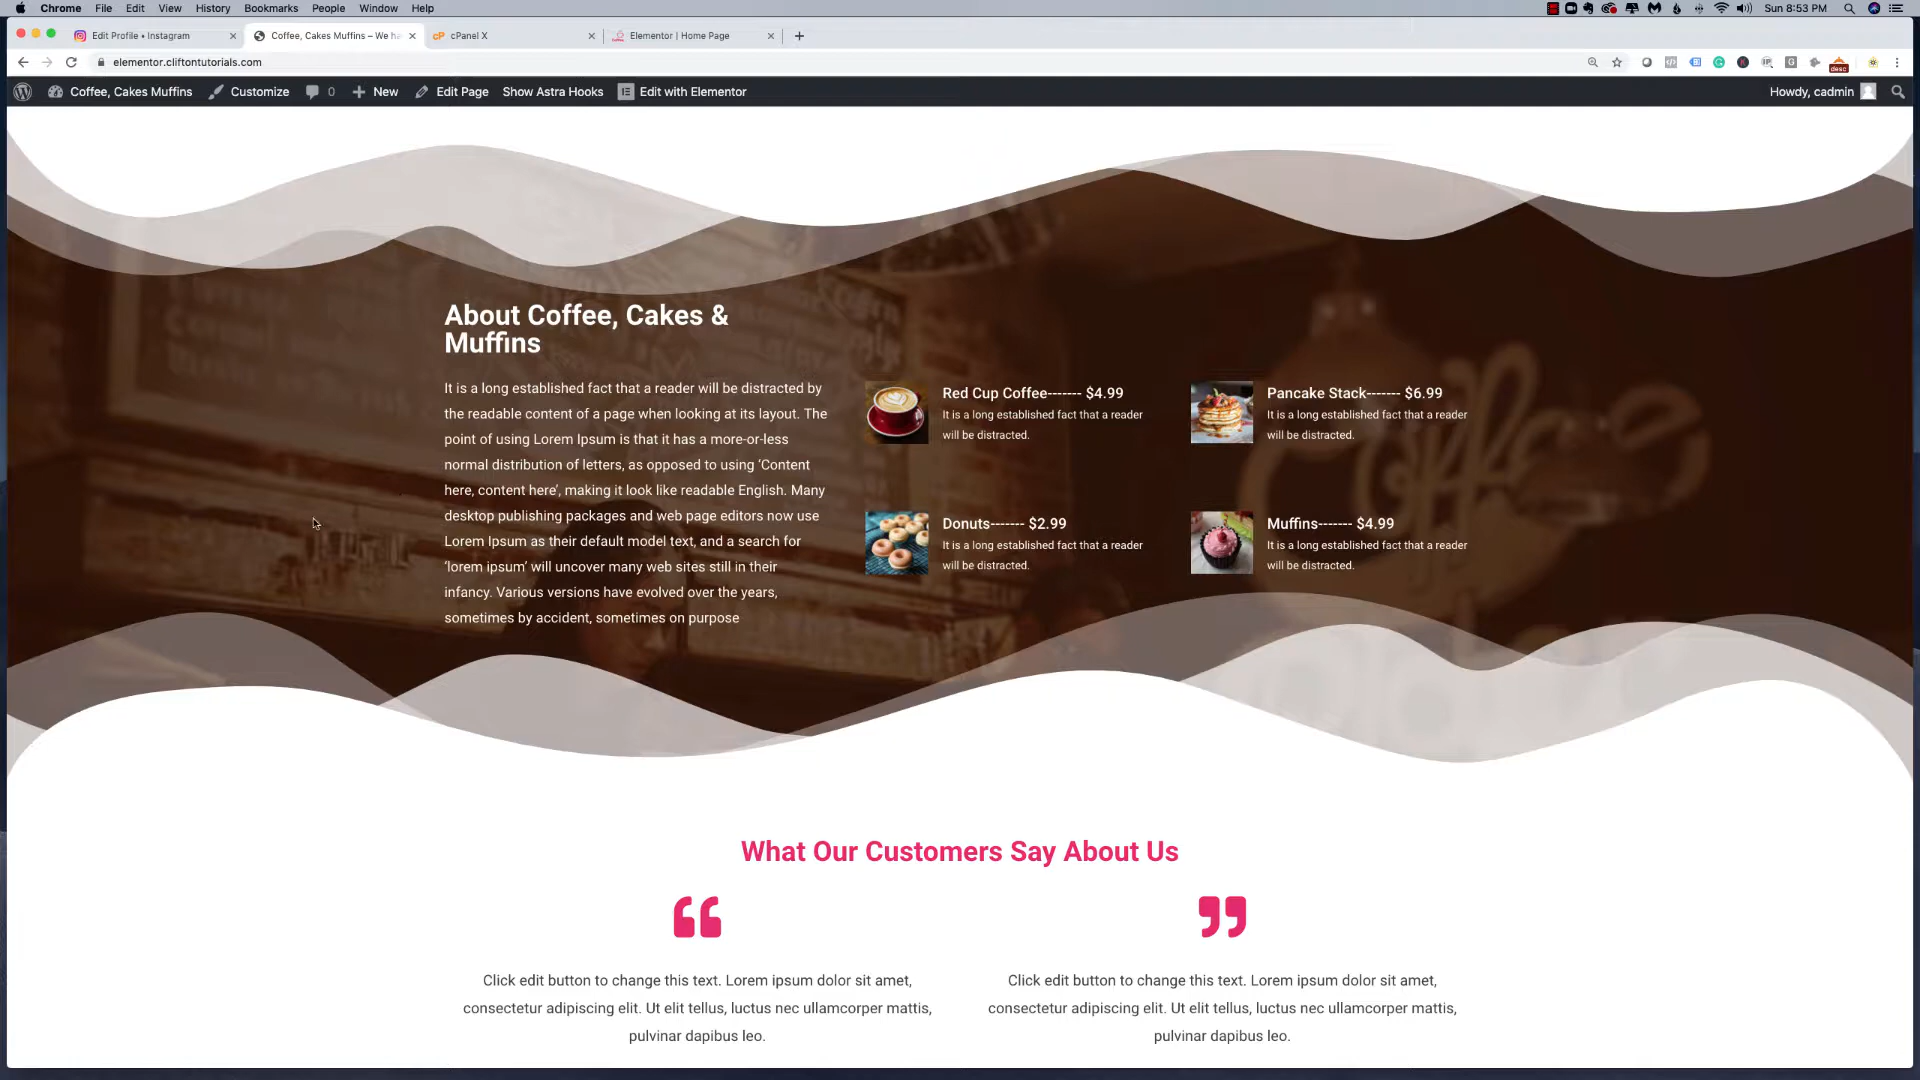 Chrome File Edit View History Bookmarks People Window Help Sun 8:53 PM
Edit Profile • Instagram
Coffee, Cakes Muffins – We ha
cPanel X
Elementor | Home Page
elementor.cliftontutorials.com
Coffee, Cakes Muffins Customize 0 New Edit Page Show Astra Hooks Edit with Elementor Howdy, cadmin
About Coffee, Cakes &
Muffins
It is a long established fact that a reader will be distracted by
the readable content of a page when looking at its layout. The
point of using Lorem Ipsum is that it has a more-or-less
normal distribution of letters, as opposed to using ‘Content
here, content here’, making it look like readable English. Many
desktop publishing packages and web page editors now use
Lorem Ipsum as their default model text, and a search for
‘lorem ipsum’ will uncover many web sites still in their
infancy. Various versions have evolved over the years,
sometimes by accident, sometimes on purpose
Red Cup Coffee------- $4.99
It is a long established fact that a reader
will be distracted.
Pancake Stack------- $6.99
It is a long established fact that a reader
will be distracted.
Donuts------- $2.99
It is a long established fact that a reader
will be distracted.
Muffins------- $4.99
It is a long established fact that a reader
will be distracted.
Coffee
What Our Customers Say About Us
Click edit button to change this text. Lorem ipsum dolor sit amet,
consectetur adipiscing elit. Ut elit tellus, luctus nec ullamcorper mattis,
pulvinar dapibus leo.
Click edit button to change this text. Lorem ipsum dolor sit amet,
consectetur adipiscing elit. Ut elit tellus, luctus nec ullamcorper mattis,
pulvinar dapibus leo.